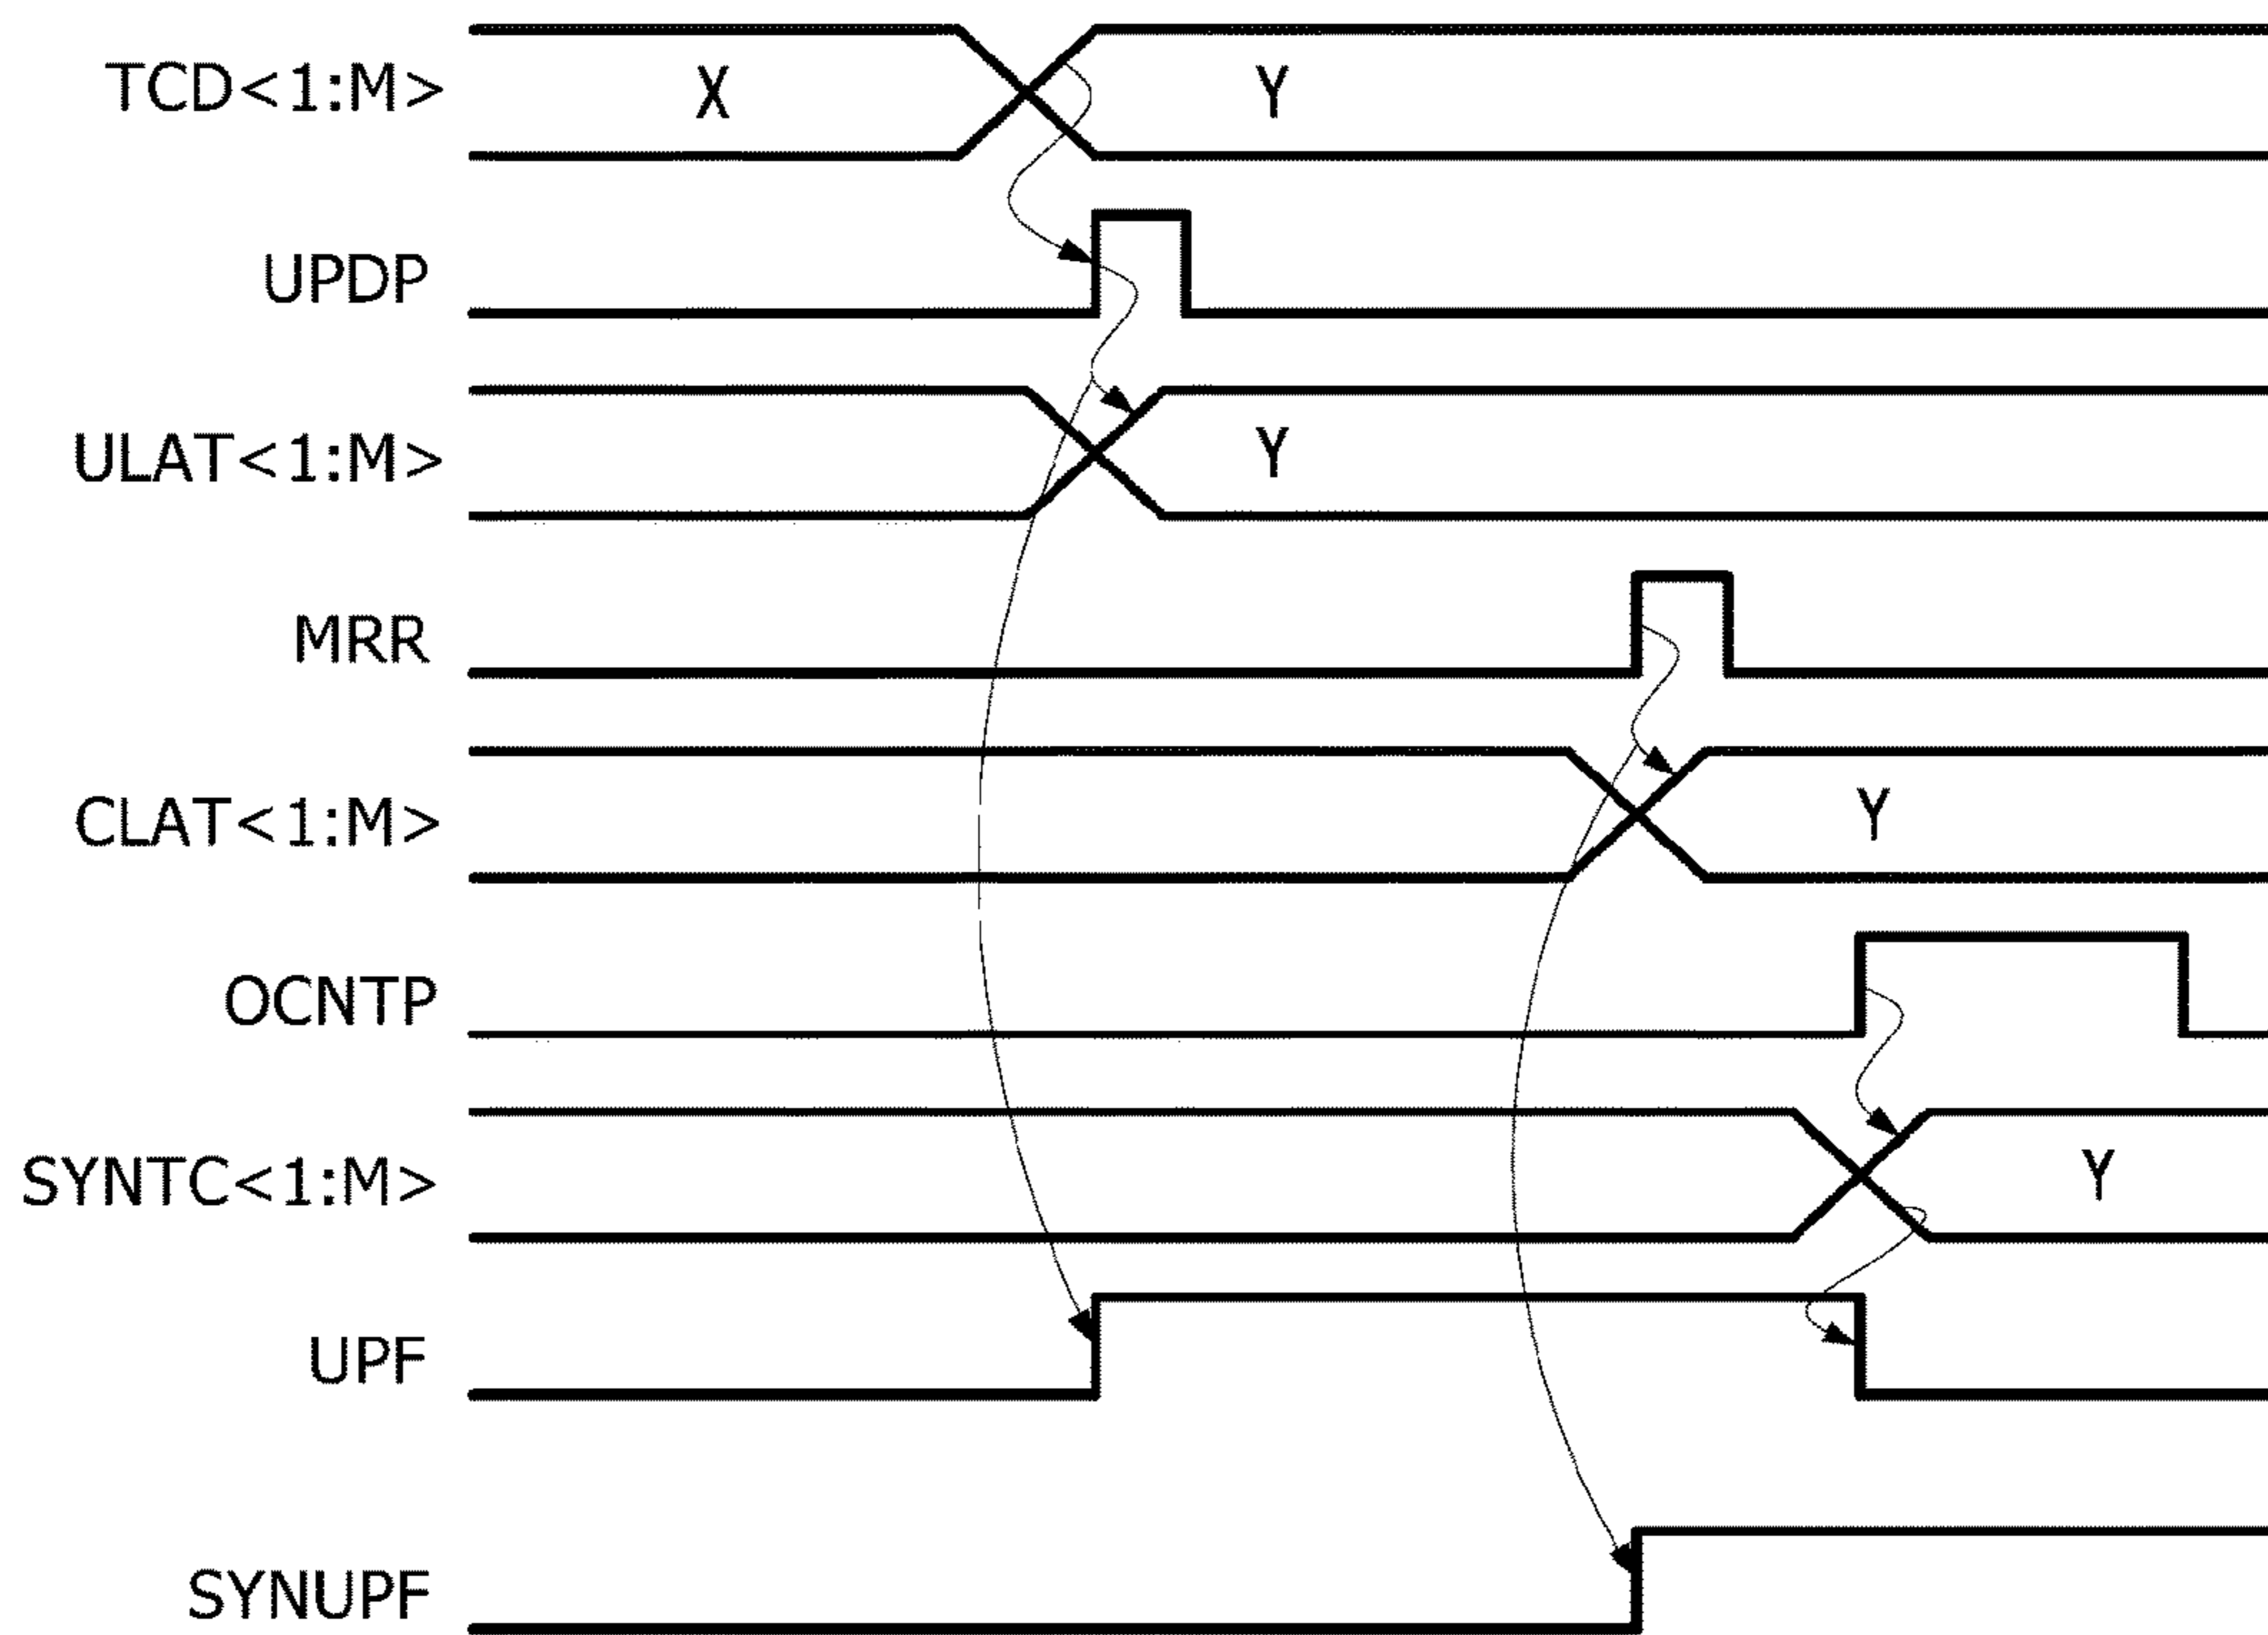 TCD<1:M> X Y
UPDP
ULAT<1:M> Y
MRR
CLAT<1:M> Y
OCNTP
SYNTC<1:M> Y
UPF
SYNUPF